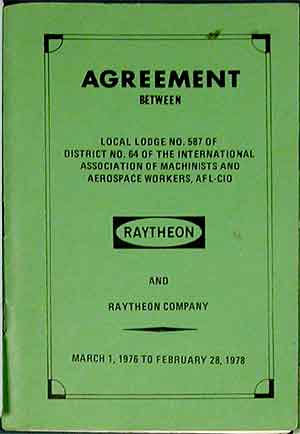 AGREEMENT
BETWEEN
LOCAL LODGE NO. 587 OF
DISTRICT NO. 64 OF THE INTERNATIONAL
ASSOCIATION OF MACHINISTS AND
AEROSPACE WORKERS, AFL-CIO
RAYTHEON
AND
RAYTHEON COMPANY
MARCH 1, 1976 TO FEBRUARY 28, 1978